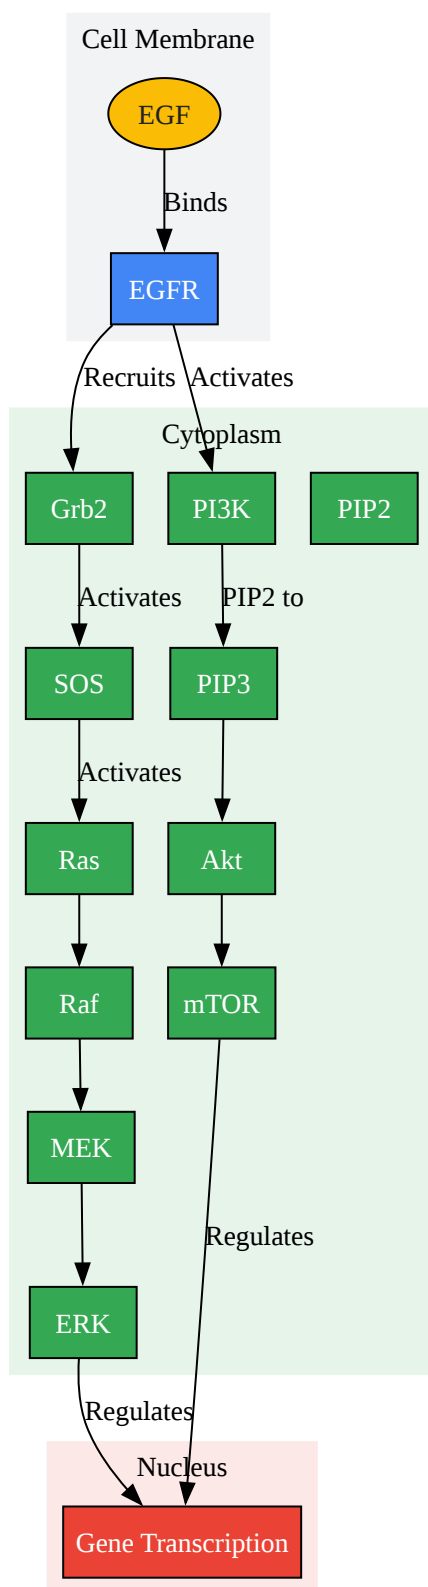 Cell Membrane
EGF
Binds
EGFR
Recruits
Activates
Cytoplasm
Grb2
PI3K
PIP2
Activates
PIP2 to
SOS
PIP3
Activates
Ras
Akt
Raf
mTOR
MEK
Regulates
ERK
Regulates
Nucleus
Gene Transcription